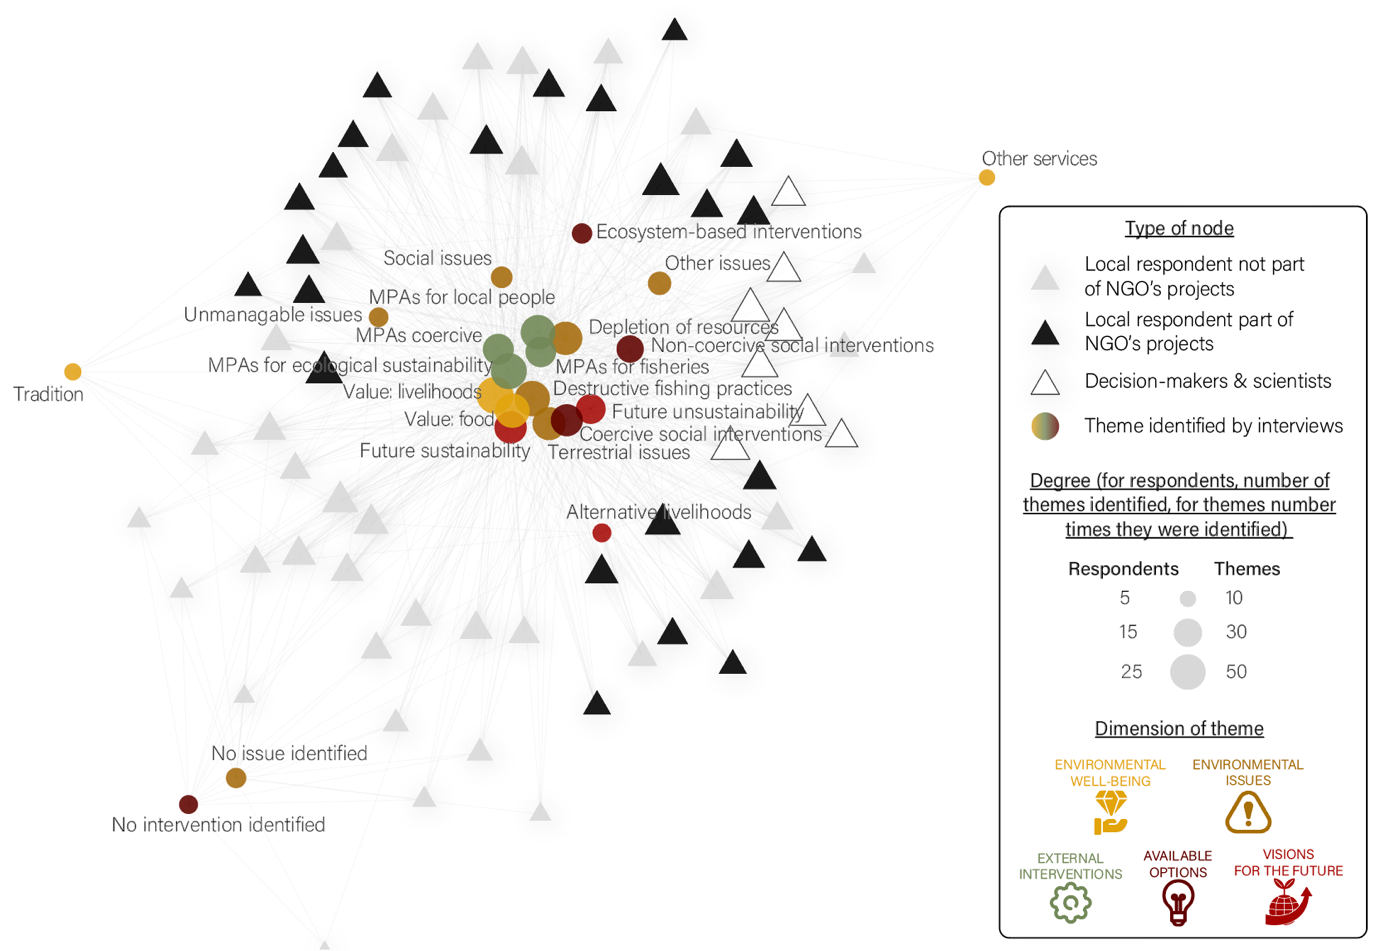 Other services
Ecosystem-based interventions
Social issues
Other issues
MPAs for local people
Unmanagable issues
Depletion of resources
MPAs coercive
Non-coercive social interventions
MPAs for ecological sustainability
MPAs for fisheries
Tradition
Value: livelihoods
Destructive fishing practices
Value: food
Future unsustainability
Coercive social interventions
Future sustainability
Terrestrial issues
Alternative livelihoods
No issue identified
No intervention identified
Type of node
Local respondent not part
of NGO's projects
Local respondent part of
NGO's projects
Decision-makers & scientists
Theme identified by interviews
Degree (for respondents, number of
themes identified, for themes number
times they were identified)
Respondents Themes
5 10
15 30
25 50
Dimension of theme
ENVIRONMENTAL
WELL-BEING
ENVIRONMENTAL
ISSUES
EXTERNAL
INTERVENTIONS
AVAILABLE
OPTIONS
VISIONS
FOR THE FUTURE